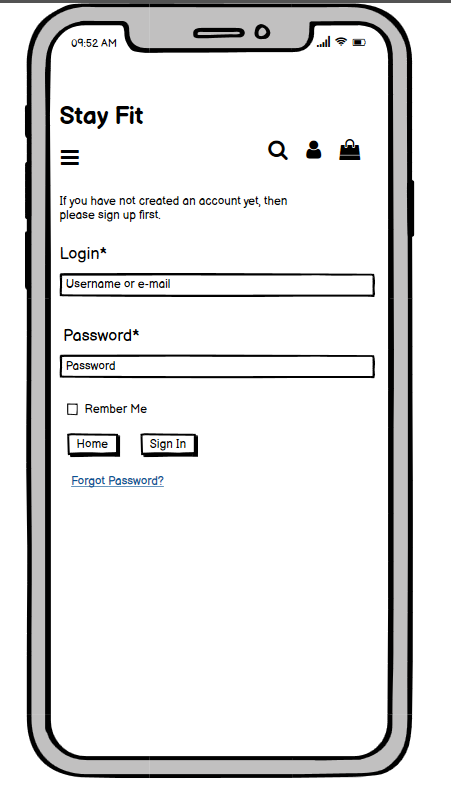 09:52 AM
Stay Fit
If you have not created an account yet, then
please sign up first.
Login*
Username or e-mail
Password*
Password
Rember Me
Home Sign In
Forgot Password?